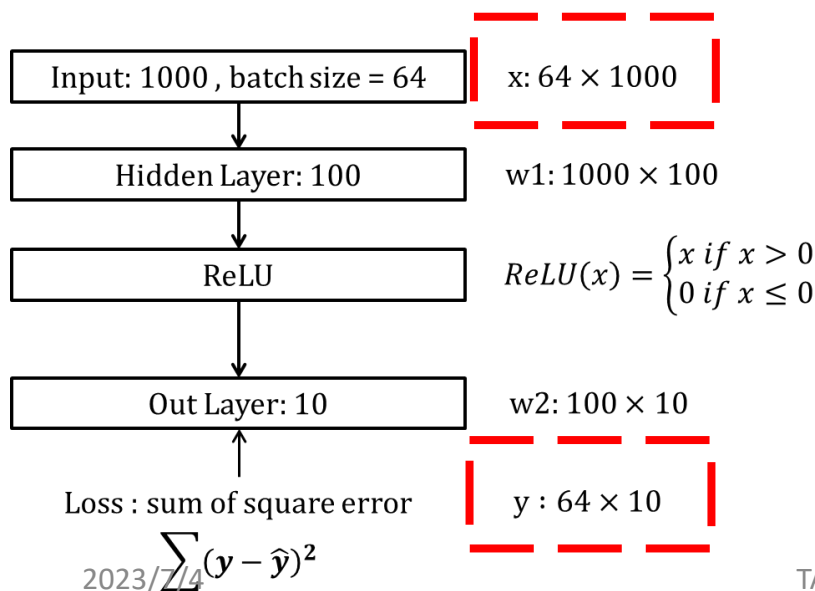 Input: 1000 , batch size = 64
x: 64 × 1000
Hidden Layer: 100
w1: 1000 × 100
ReLU
ReLU(x) = {x if x > 0
0 if x ≤ 0
Out Layer: 10
w2: 100 × 10
Loss : sum of square error
y : 64 × 10
∑(y − ŷ)²
2023/7/4
TA